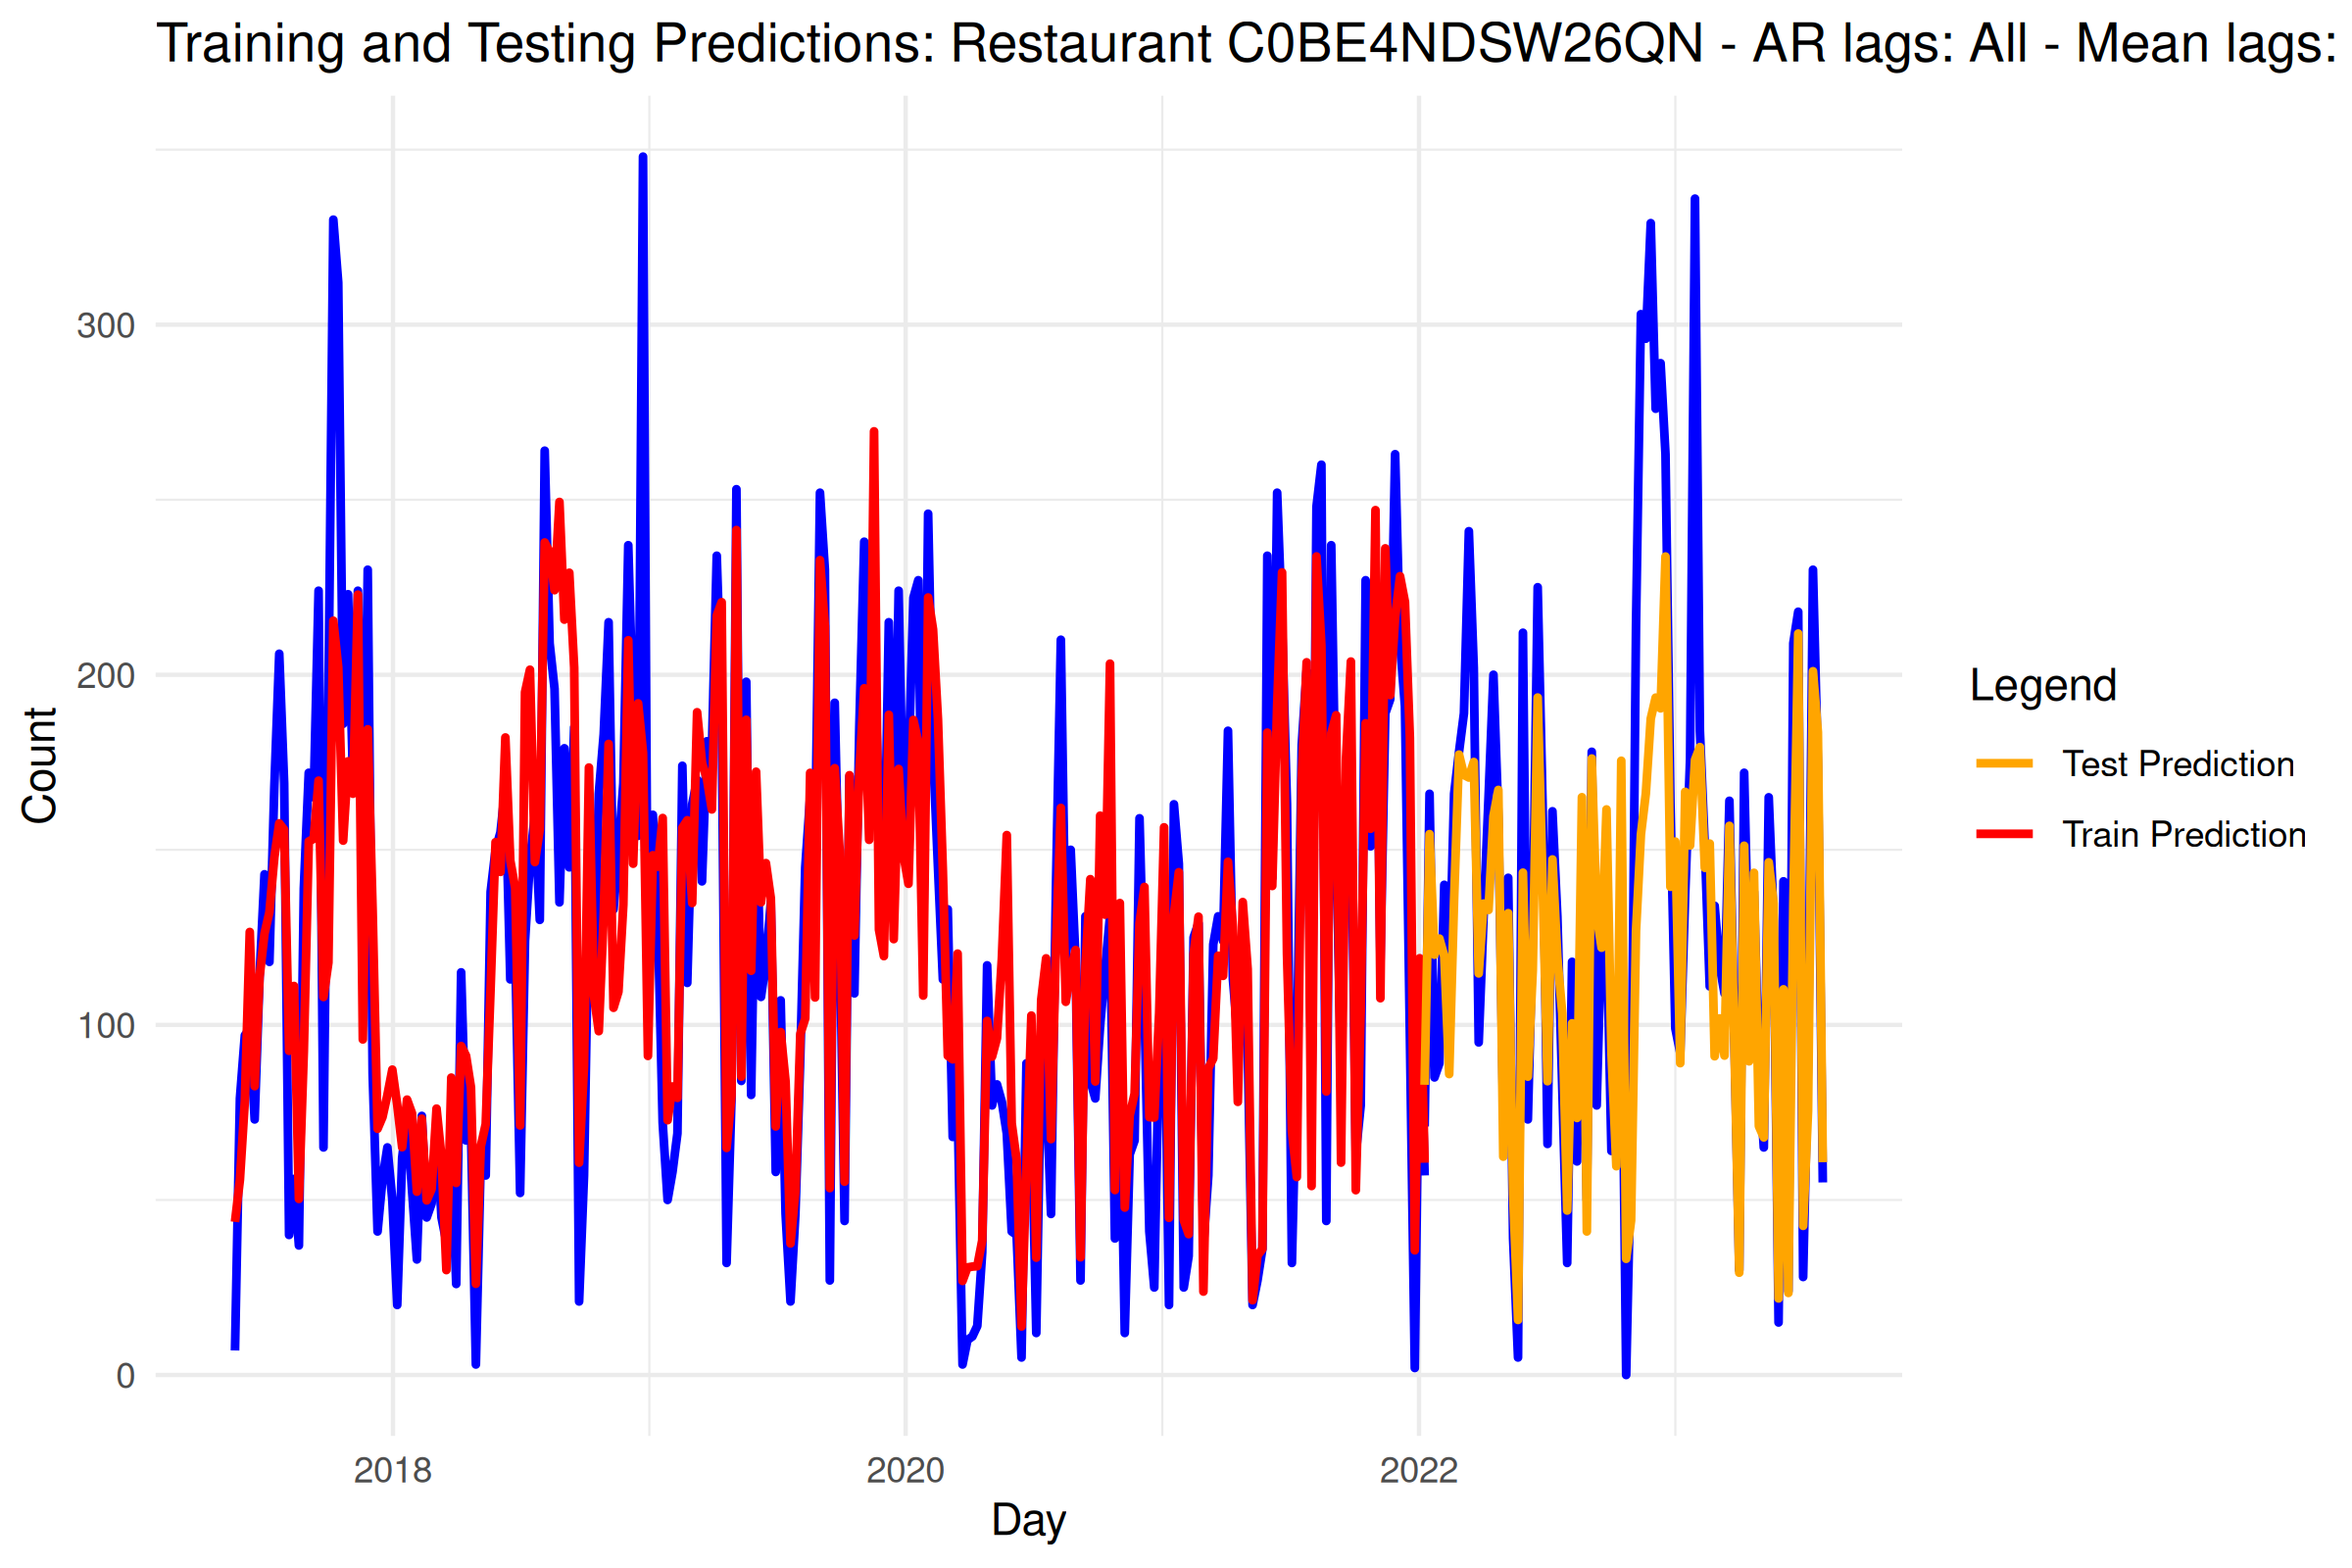 Training and Testing Predictions: Restaurant C0BE4NDSW26QN - AR lags: All - Mean lags:
300
200
100
0
Count
2018
2020
2022
Day
Legend
Test Prediction
Train Prediction